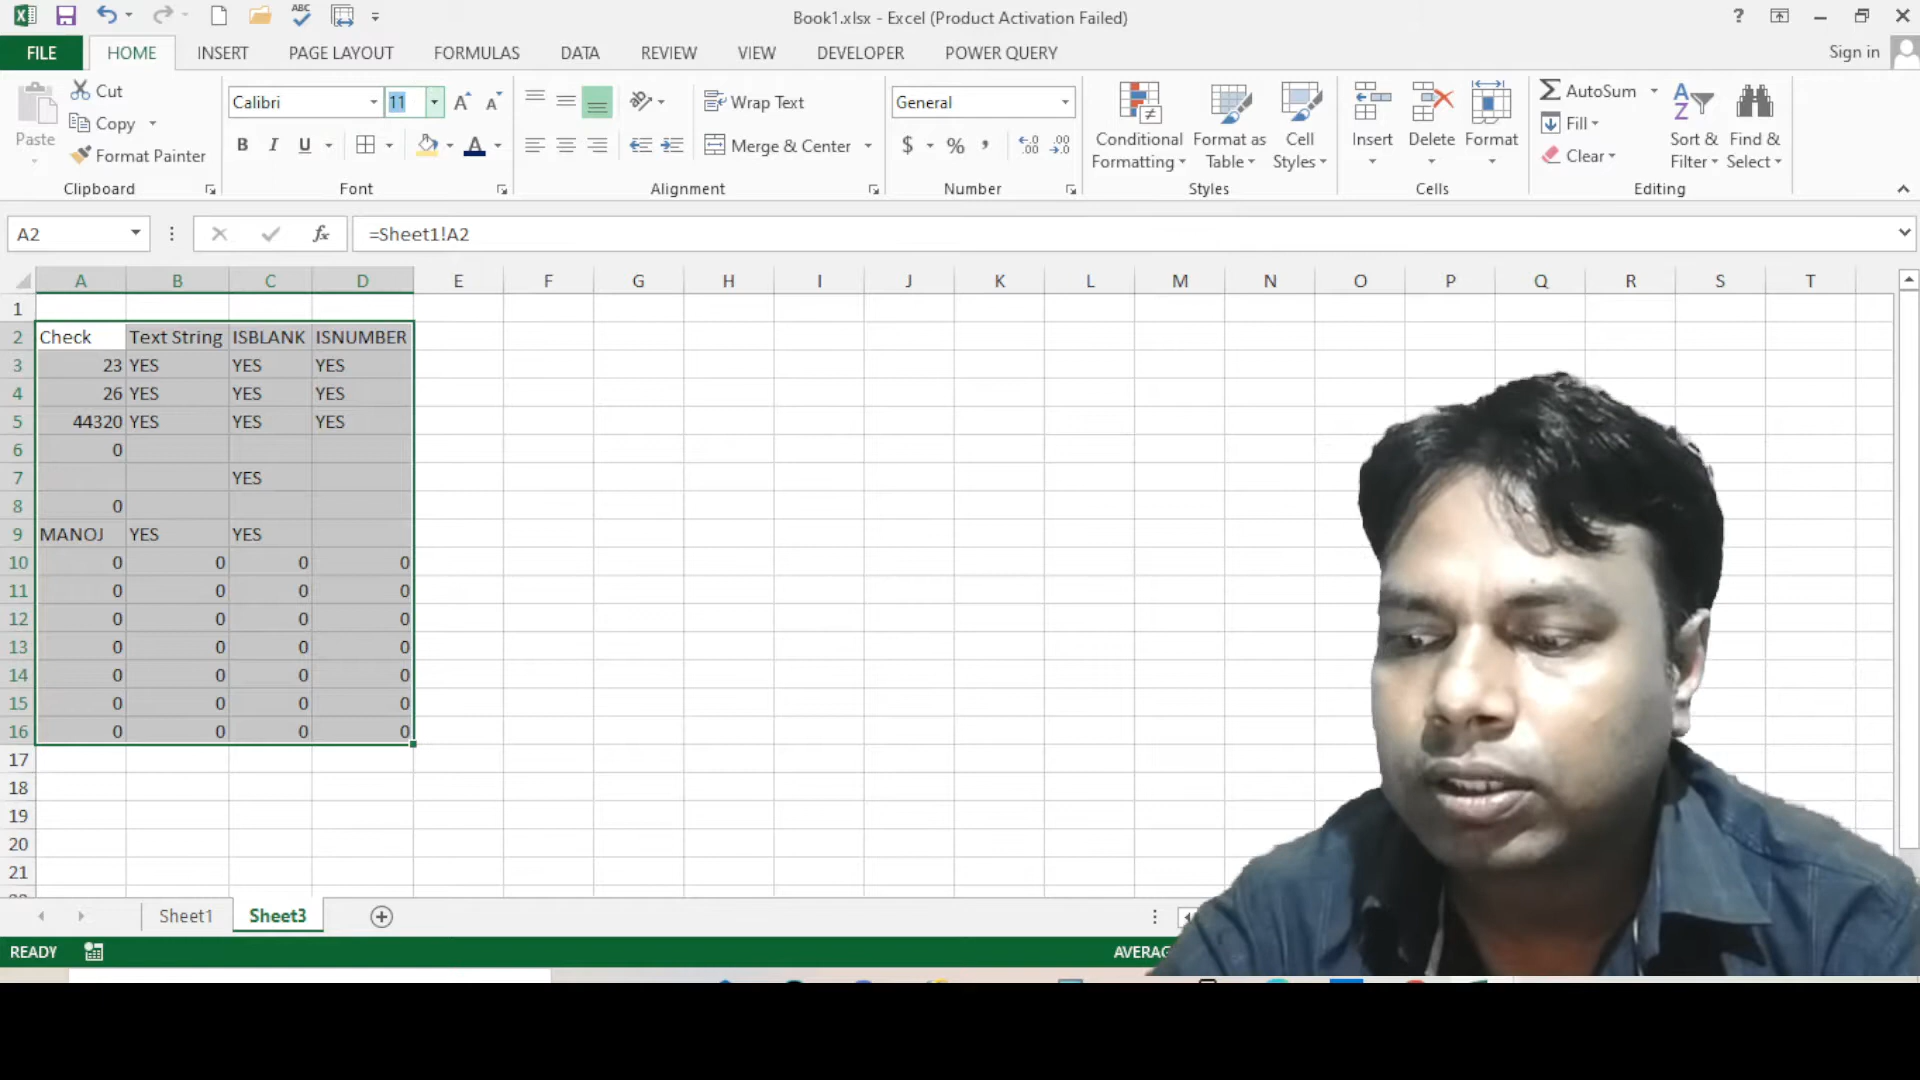 Book1.xlsx - Excel (Product Activation Failed)
FILE HOME INSERT PAGE LAYOUT FORMULAS DATA REVIEW VIEW DEVELOPER POWER QUERY Sign in
Paste Cut Copy Format Painter
Calibri 11
Wrap Text
Merge & Center
General
Conditional Formatting Format as Table Cell Styles
Insert Delete Format
AutoSum Fill Clear
Sort & Filter Find & Select
Clipboard Font Alignment Number Styles Cells Editing
A2 fx =Sheet1!A2
A B C D E F G H I J K L M N O P Q R S T
1
2 Check Text String ISBLANK ISNUMBER
3 23 YES YES YES
4 26 YES YES YES
5 44320 YES YES YES
6 0
7 YES
8 0
9 MANOJ YES YES
10 0 0 0 0
11 0 0 0 0
12 0 0 0 0
13 0 0 0 0
14 0 0 0 0
15 0 0 0 0
16 0 0 0 0
17
18
19
20
21
Sheet1 Sheet3
READY